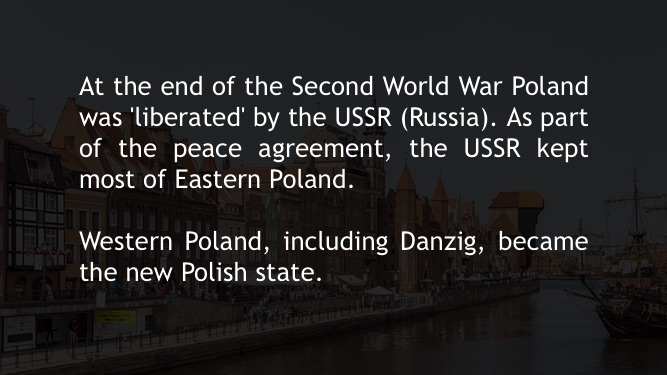 At the end of the Second World War Poland
was 'liberated' by the USSR (Russia). As part
of the peace agreement, the USSR kept
most of Eastern Poland.
Western Poland, including Danzig, became
the new Polish state.